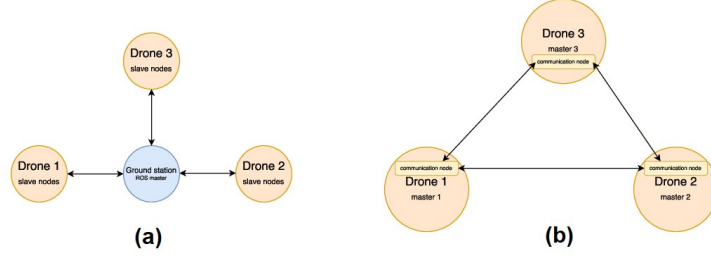 Drone 3
slave nodes
Drone 1
slave nodes
Ground station
ROS master
Drone 2
slave nodes
(a)
Drone 3
master 3
communication node
communication node
Drone 1
master 1
communication node
Drone 2
master 2
(b)